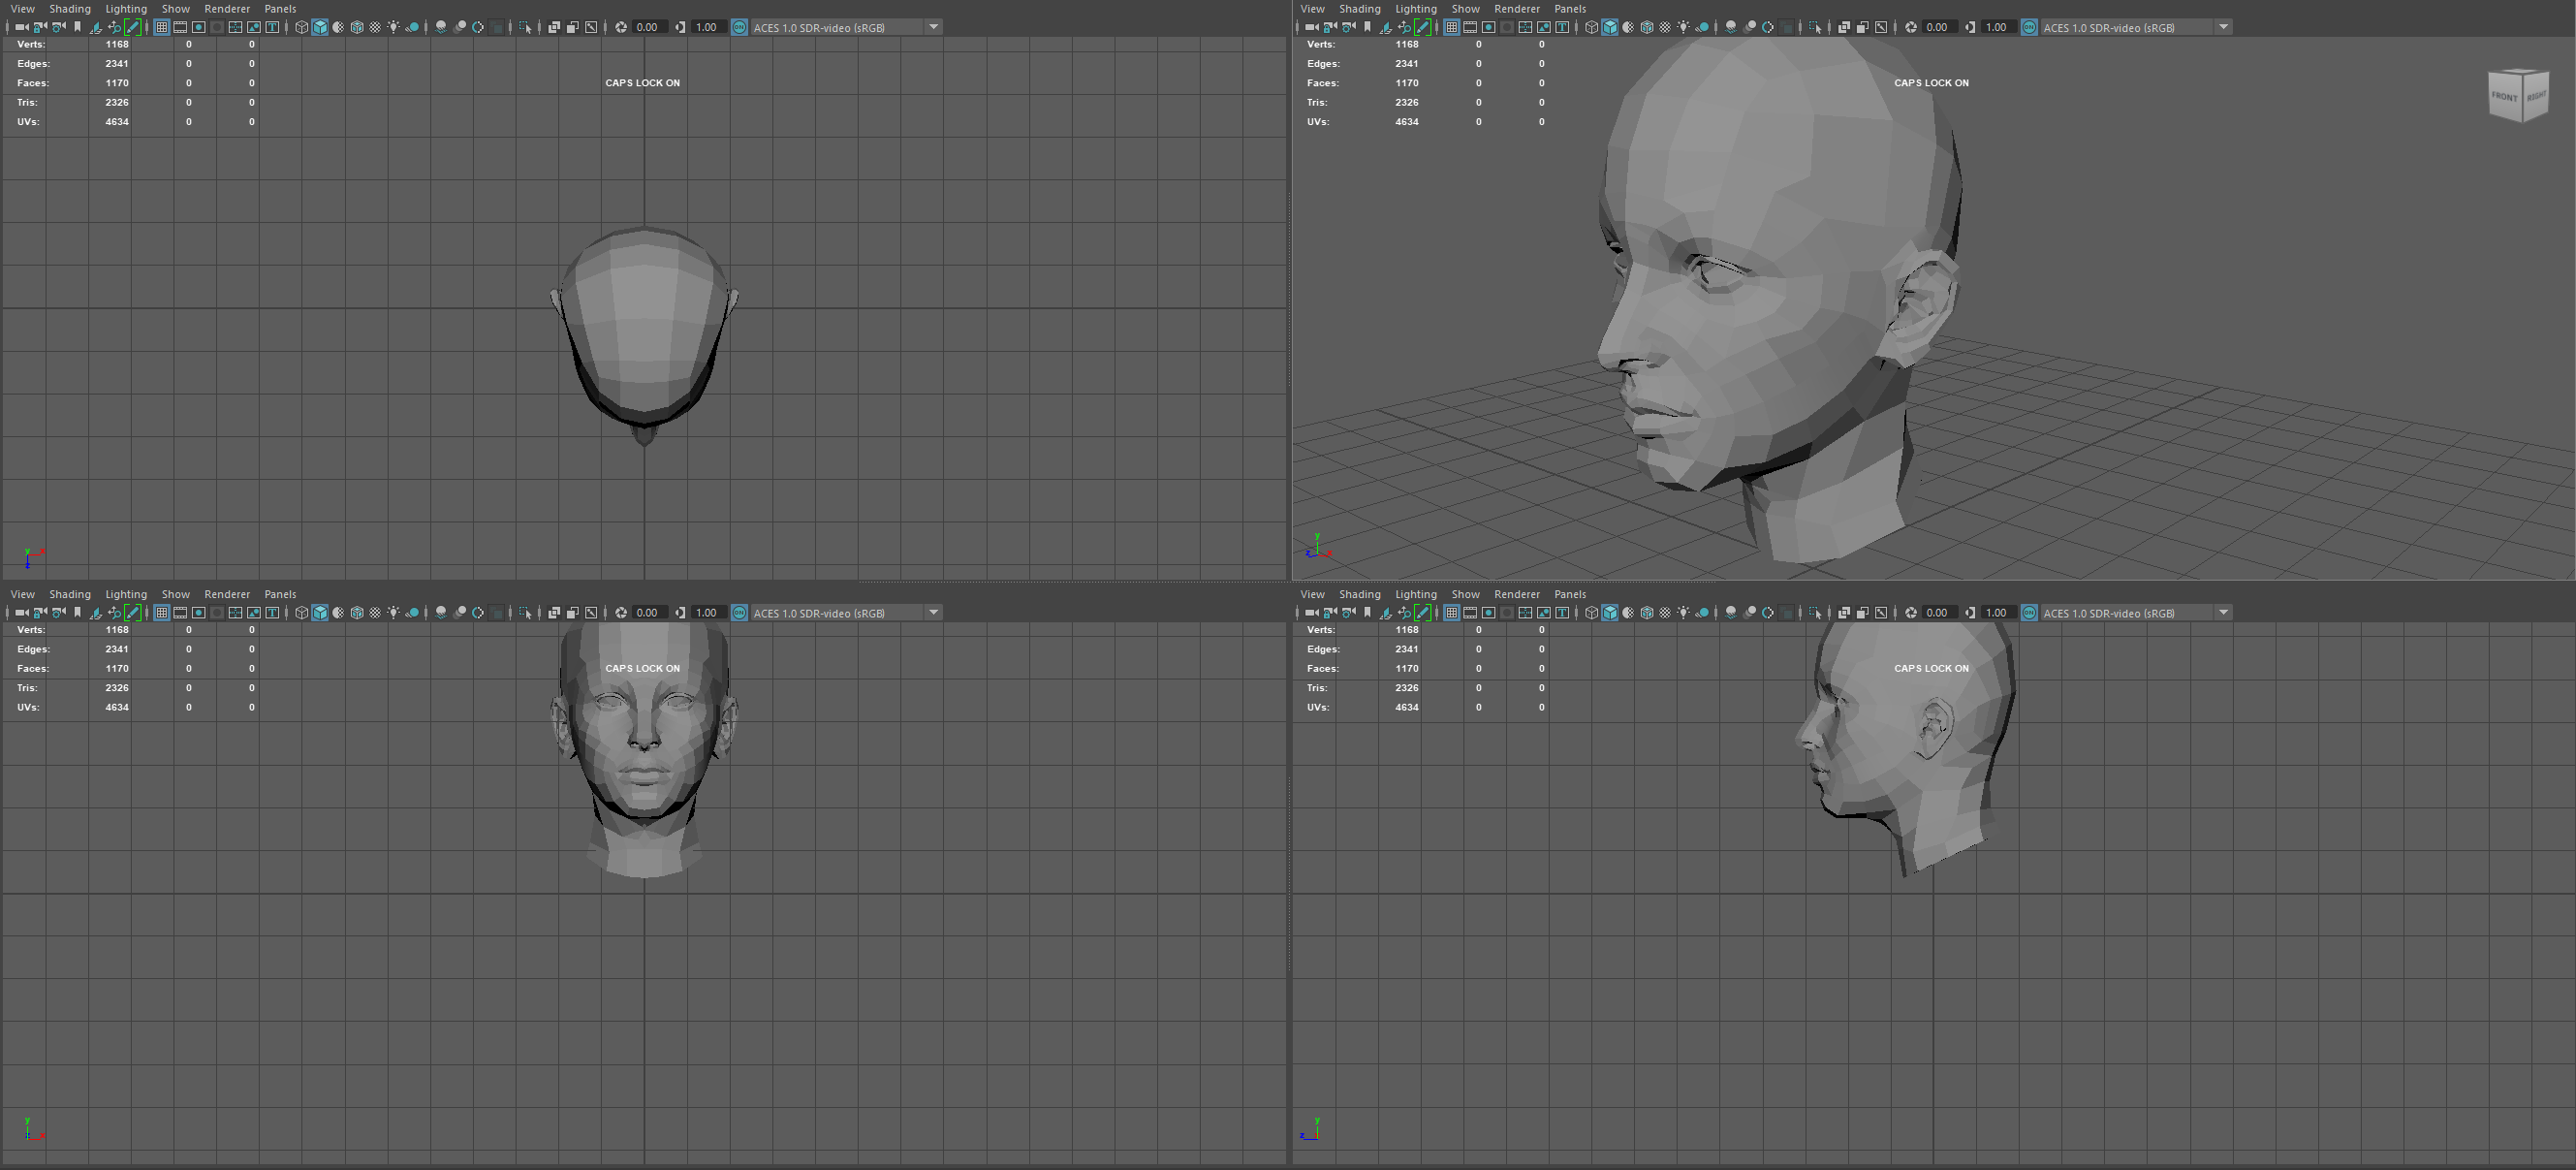 View Shading Lighting Show Renderer Panels
0.00 1.00 ON ACES 1.0 SDR-video (sRGB)
Verts: 1168 0 0
Edges: 2341 0 0
Faces: 1170 0 0
Tris: 2326 0 0
UVs: 4634 0 0
CAPS LOCK ON
y x
z
View Shading Lighting Show Renderer Panels
0.00 1.00 ON ACES 1.0 SDR-video (sRGB)
Verts: 1168 0 0
Edges: 2341 0 0
Faces: 1170 0 0
Tris: 2326 0 0
UVs: 4634 0 0
CAPS LOCK ON
FRONT RIGHT
y
z x
View Shading Lighting Show Renderer Panels
0.00 1.00 ON ACES 1.0 SDR-video (sRGB)
Verts: 1168 0 0
Edges: 2341 0 0
Faces: 1170 0 0
Tris: 2326 0 0
UVs: 4634 0 0
CAPS LOCK ON
y
z x
View Shading Lighting Show Renderer Panels
0.00 1.00 ON ACES 1.0 SDR-video (sRGB)
Verts: 1168 0 0
Edges: 2341 0 0
Faces: 1170 0 0
Tris: 2326 0 0
UVs: 4634 0 0
CAPS LOCK ON
y
z x